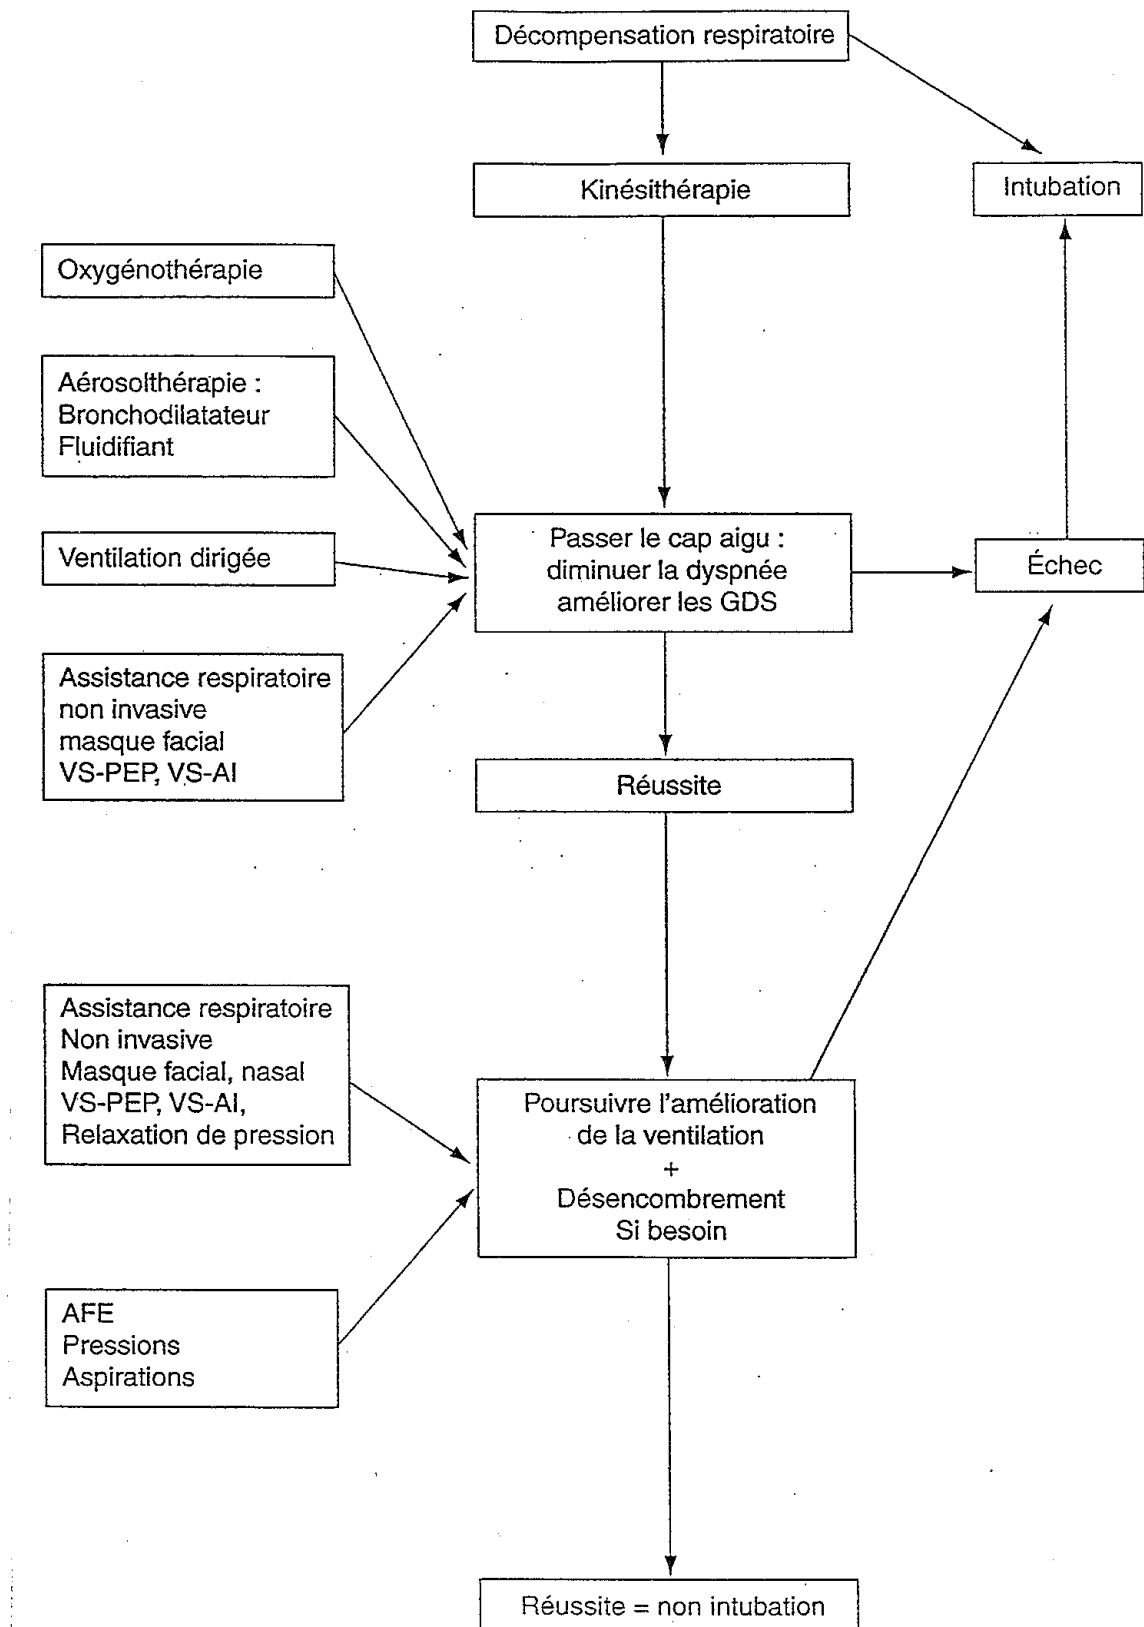 Décompensation respiratoire
Kinésithérapie
Intubation
Oxygénothérapie
Aérosolthérapie :
Bronchodilatateur
Fluidifiant
Ventilation dirigée
Passer le cap aigu :
diminuer la dyspnée
améliorer les GDS
Échec
Assistance respiratoire
non invasive
masque facial
VS-PEP, VS-AI
Réussite
Assistance respiratoire
Non invasive
Masque facial, nasal
VS-PEP, VS-AI,
Relaxation de pression
Poursuivre l'amélioration
de la ventilation
+
Désencombrement
Si besoin
AFE
Pressions
Aspirations
Réussite = non intubation